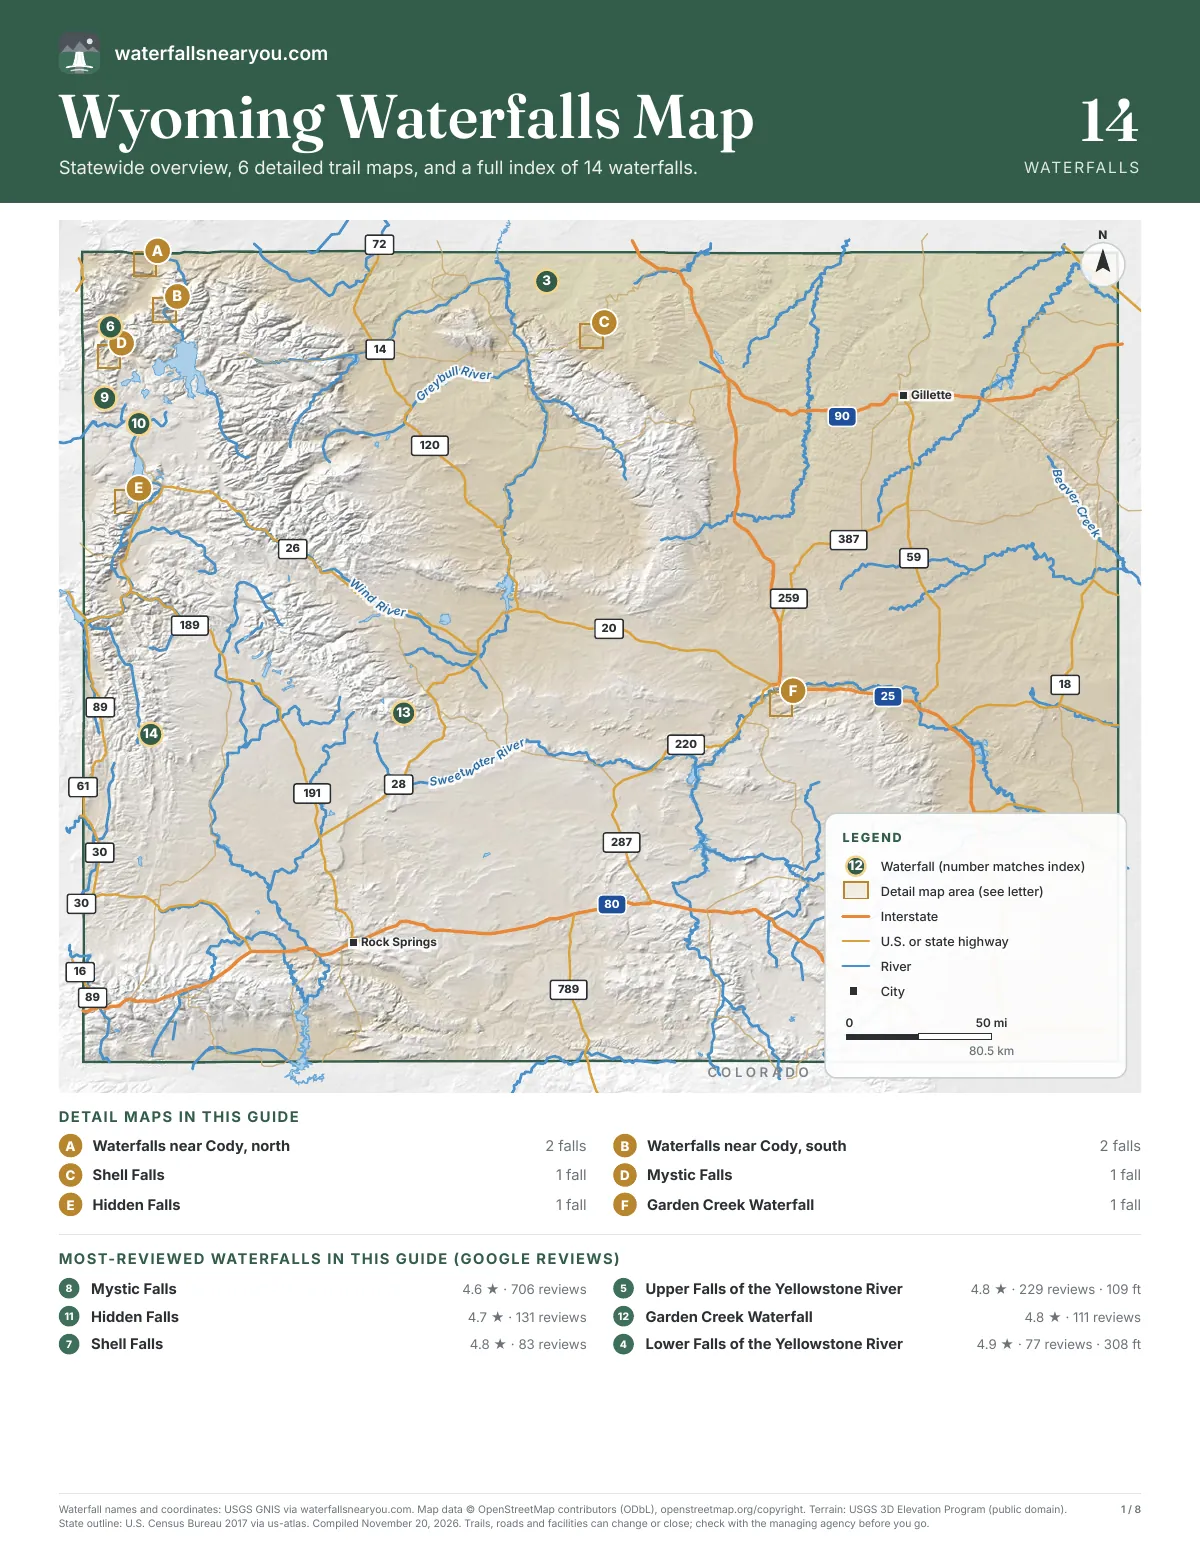 waterfallsnearyou.com
Wyoming Waterfalls Map
14
Statewide overview, 6 detailed trail maps, and a full index of 14 waterfalls.
WATERFALLS
72
N
A
3
B
C
6
D
14
Greybull River
Gillette
9
90
10
120
Beaver Creek
E
26
387
59
Wind River
259
189
20
18
F
25
89
13
14
220
Sweetwater River
28
61
191
287
30
30
80
Rock Springs
16
789
89
COLORADO
LEGEND
12 Waterfall (number matches index)
Detail map area (see letter)
Interstate
U.S. or state highway
River
City
0 50 mi
80.5 km
DETAIL MAPS IN THIS GUIDE
A Waterfalls near Cody, north 2 falls
B Waterfalls near Cody, south 2 falls
C Shell Falls 1 fall
D Mystic Falls 1 fall
E Hidden Falls 1 fall
F Garden Creek Waterfall 1 fall
MOST-REVIEWED WATERFALLS IN THIS GUIDE (GOOGLE REVIEWS)
8 Mystic Falls 4.6 ★ · 706 reviews
5 Upper Falls of the Yellowstone River 4.8 ★ · 229 reviews · 109 ft
11 Hidden Falls 4.7 ★ · 131 reviews
12 Garden Creek Waterfall 4.8 ★ · 111 reviews
7 Shell Falls 4.8 ★ · 83 reviews
4 Lower Falls of the Yellowstone River 4.9 ★ · 77 reviews · 308 ft
Waterfall names and coordinates: USGS GNIS via waterfallsnearyou.com. Map data © OpenStreetMap contributors (ODbL), openstreetmap.org/copyright. Terrain: USGS 3D Elevation Program (public domain).
1 / 8
State outline: U.S. Census Bureau 2017 via us-atlas. Compiled November 20, 2026. Trails, roads and facilities can change or close; check with the managing agency before you go.